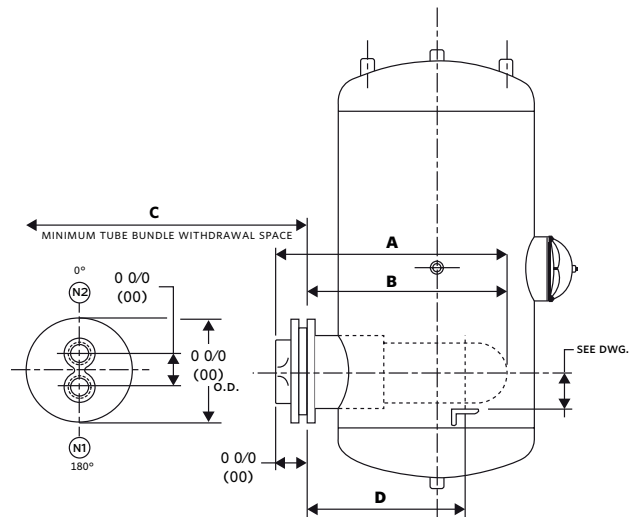 C
MINIMUM TUBE BUNDLE WITHDRAWAL SPACE
A
B
0°
N2
0 0/0
(00)
0 0/0
(00)
O.D.
SEE DWG.
N1
180°
0 0/0
(00)
D